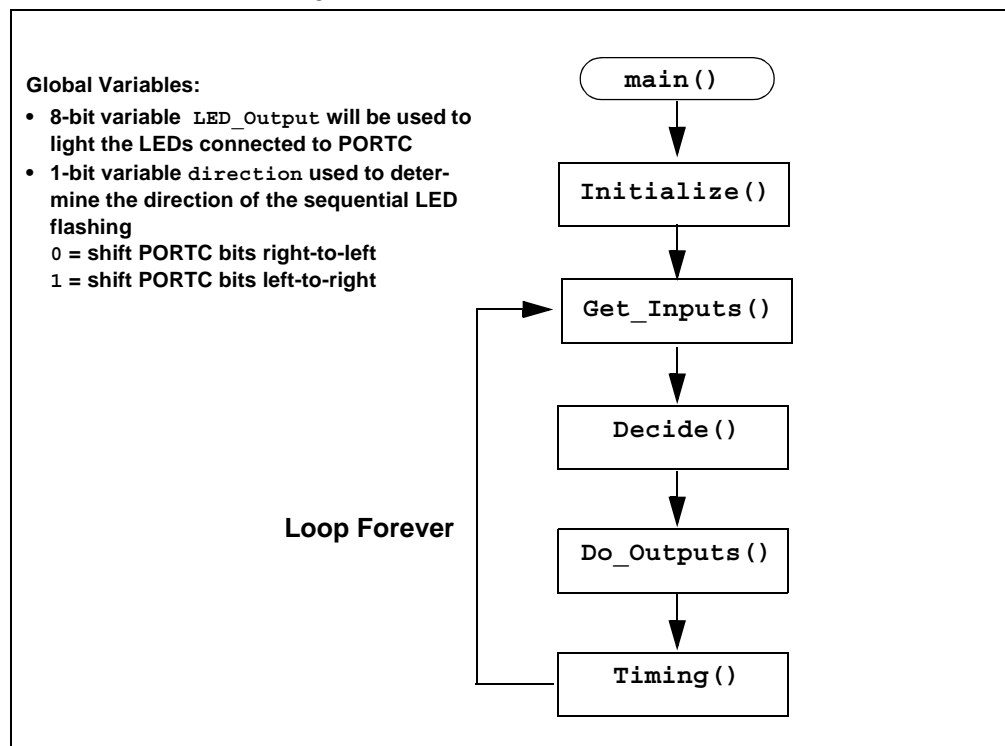 Global Variables:
• 8-bit variable LED_Output will be used to
light the LEDs connected to PORTC
• 1-bit variable direction used to deter-
mine the direction of the sequential LED
flashing
0 = shift PORTC bits right-to-left
1 = shift PORTC bits left-to-right
main()
Initialize()
Get_Inputs()
Decide()
Loop Forever
Do_Outputs()
Timing()